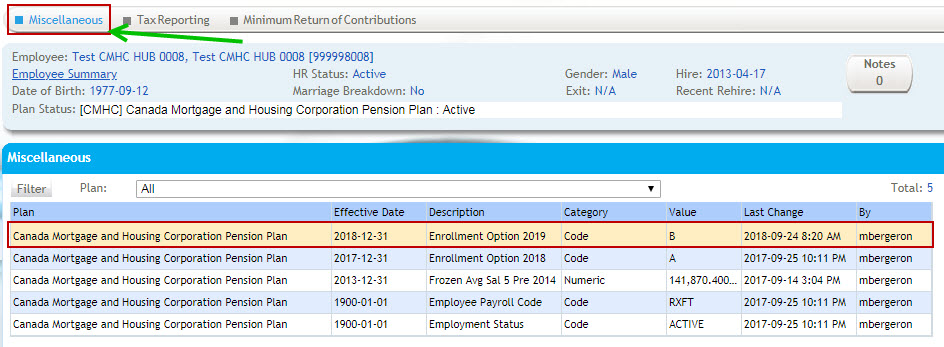 Miscellaneous Tax Reporting Minimum Return of Contributions
Employee: Test CMHC HUB 0008, Test CMHC HUB 0008 [999998008]
Notes
0
Employee Summary HR Status: Active Gender: Male Hire: 2013-04-17
Date of Birth: 1977-09-12 Marriage Breakdown: No Exit: N/A Recent Rehire: N/A
Plan Status: [CMHC] Canada Mortgage and Housing Corporation Pension Plan : Active
Miscellaneous
Filter Plan: All Total: 5
Plan Effective Date Description Category Value Last Change By
Canada Mortgage and Housing Corporation Pension Plan 2018-12-31 Enrollment Option 2019 Code B 2018-09-24 8:20 AM mbergeron
Canada Mortgage and Housing Corporation Pension Plan 2017-12-31 Enrollment Option 2018 Code A 2017-09-25 10:11 PM mbergeron
Canada Mortgage and Housing Corporation Pension Plan 2013-12-31 Frozen Avg Sal 5 Pre 2014 Numeric 141,870.400... 2017-09-14 3:04 PM mbergeron
Canada Mortgage and Housing Corporation Pension Plan 1900-01-01 Employee Payroll Code Code RXFT 2017-09-25 10:11 PM mbergeron
Canada Mortgage and Housing Corporation Pension Plan 1900-01-01 Employment Status Code ACTIVE 2017-09-25 10:11 PM mbergeron